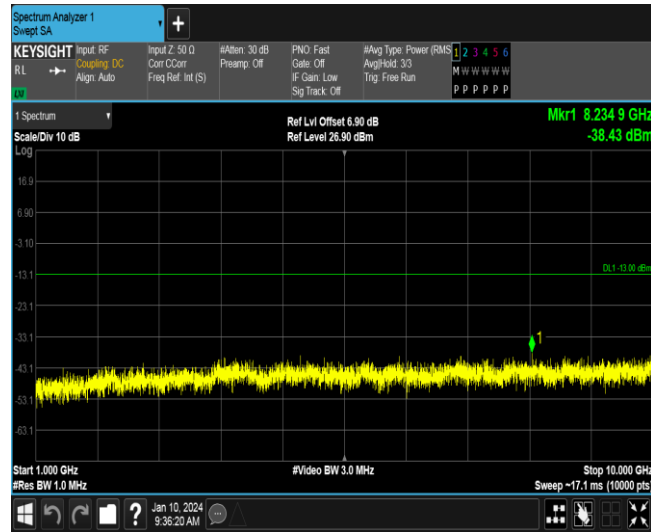 Spectrum Analyzer 1
Swept SA
+
KEYSIGHT
RL
LXI
Input: RF
Coupling: DC
Align: Auto
Input Z: 50 Ω
Corr CCorr
Freq Ref: Int (S)
#Atten: 30 dB
Preamp: Off
PNO: Fast
Gate: Off
IF Gain: Low
Sig Track: Off
#Avg Type: Power (RMS
Avg|Hold: 3/3
Trig: Free Run
1 2 3 4 5 6
M W W W W W
P P P P P P
1 Spectrum
Scale/Div 10 dB
Ref Lvl Offset 6.90 dB
Ref Level 26.90 dBm
Mkr1 8.234 9 GHz
-38.43 dBm
Log
16.9
6.90
-3.10
-13.1
DL1 -13.00 dBm
-23.1
-33.1
1
-43.1
-53.1
-63.1
Start 1.000 GHz
#Video BW 3.0 MHz
Stop 10.000 GHz
#Res BW 1.0 MHz
Sweep ~17.1 ms (10000 pts)
?
Jan 10, 2024
9:36:20 AM